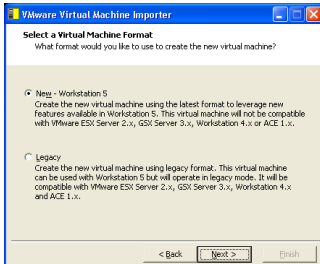 VMware Virtual Machine Importer
Select a Virtual Machine Format
What format would you like to use to create the new virtual machine?
New - Workstation 5
Create the new virtual machine using the latest format to leverage new
features available in Workstation 5. This virtual machine will not be compatible
with VMware ESX Server 2.x, GSX Server 3.x, Workstation 4.x or ACE 1.x.
Legacy
Create the new virtual machine using legacy format. This virtual machine
can be used with Workstation 5 but will operate in legacy mode. It will be
compatible with VMware ESX Server 2.x, GSX Server 3.x, Workstation 4.x
and ACE 1.x.
< Back Next > Finish